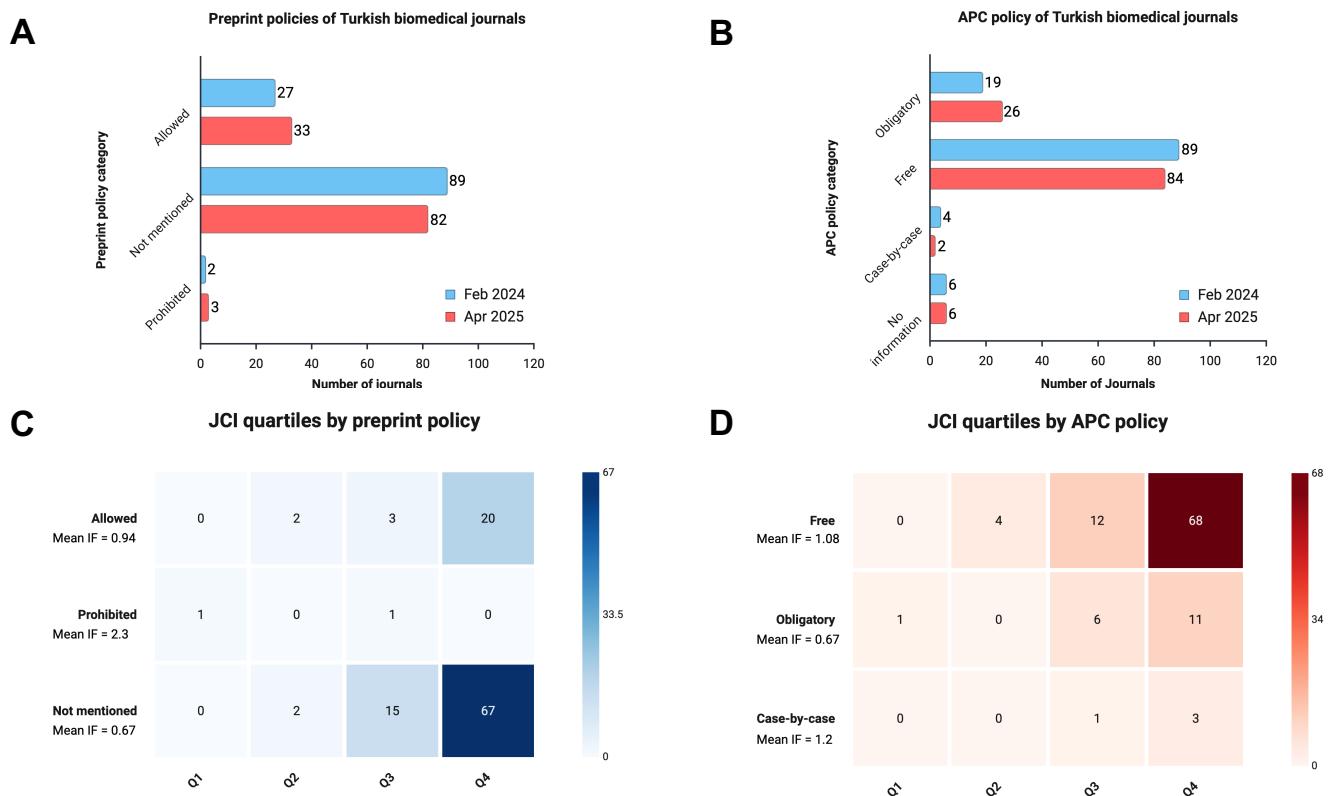 A
Preprint policies of Turkish biomedical journals
Preprint policy category
Allowed
27
33
Not mentioned
89
82
Prohibited
2
3
Feb 2024
Apr 2025
0 20 40 60 80 100 120
Number of journals
B
APC policy of Turkish biomedical journals
APC policy category
Obligatory
19
26
Free
89
84
Case-by-case
4
2
No
information
6
6
Feb 2024
Apr 2025
0 20 40 60 80 100 120
Number of Journals
C
JCI quartiles by preprint policy
Allowed
Mean IF = 0.94
0 2 3 20
Prohibited
Mean IF = 2.3
1 0 1 0
Not mentioned
Mean IF = 0.67
0 2 15 67
Q1 Q2 Q3 Q4
67
33.5
0
D
JCI quartiles by APC policy
Free
Mean IF = 1.08
0 4 12 68
Obligatory
Mean IF = 0.67
1 0 6 11
Case-by-case
Mean IF = 1.2
0 0 1 3
Q1 Q2 Q3 Q4
68
34
0